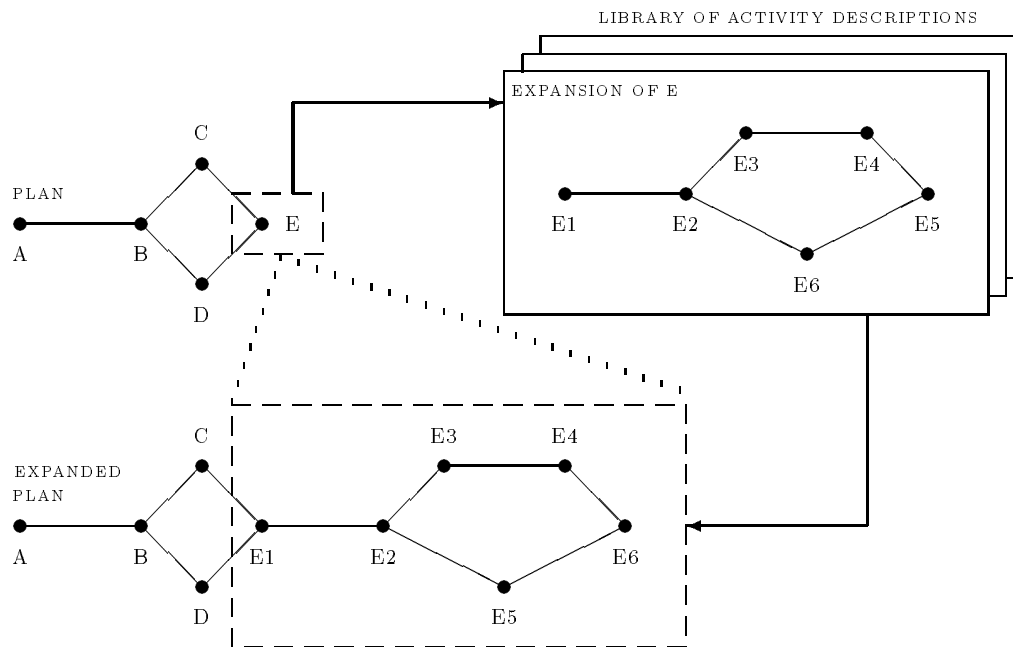 LIBRARY OF ACTIVITY DESCRIPTIONS
EXPANSION OF E
C
E3
E4
PLAN
E
A
B
E1
E2
E5
E6
D
C
E3
E4
EXPANDED
PLAN
A
B
E1
E2
E6
D
E5